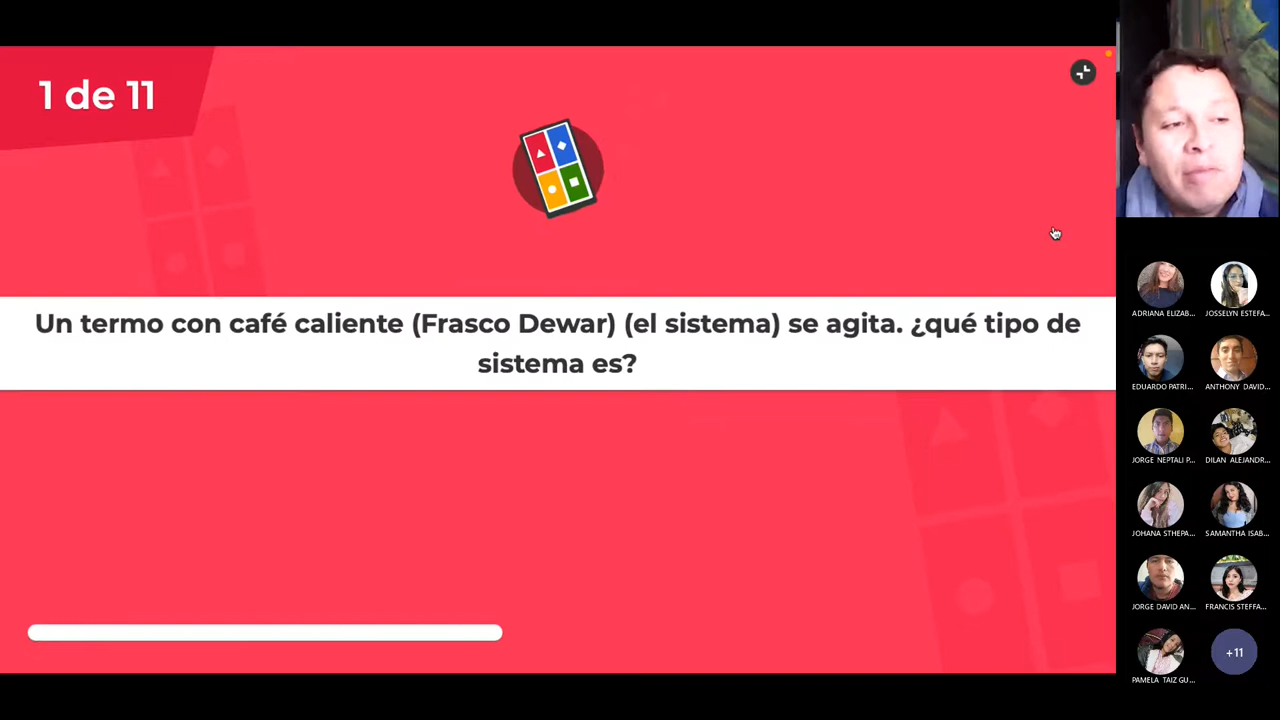 1 de 11
Un termo con café caliente (Frasco Dewar) (el sistema) se agita. ¿qué tipo de
sistema es?
ADRIANA ELIZAB...
JOSSELYN ESTEFA...
EDUARDO PATRI...
ANTHONY DAVID...
JORGE NEPTALI P...
DILAN ALEJANDR...
JOHANA STHEPA...
SAMANTHA ISAB...
JORGE DAVID AN...
FRANCIS STEFFA...
PAMELA TAIZ GU...
+11